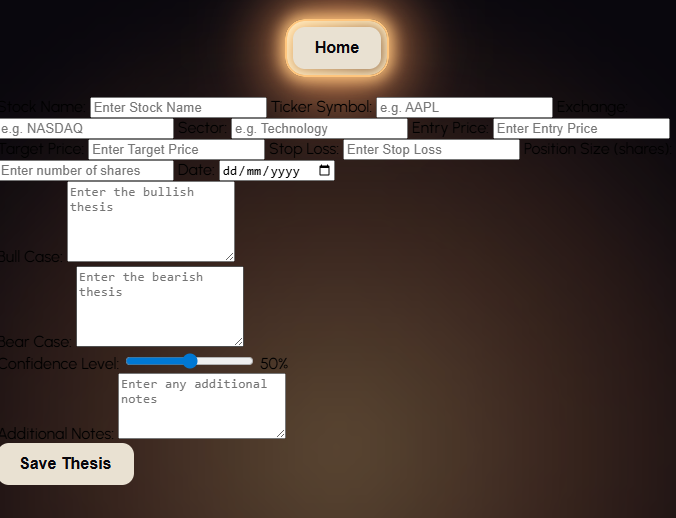 Home
Stock Name: Enter Stock Name Ticker Symbol: e.g. AAPL Exchange:
e.g. NASDAQ Sector: e.g. Technology Entry Price: Enter Entry Price
Target Price: Enter Target Price Stop Loss: Enter Stop Loss Position Size (shares):
Enter number of shares Date: dd/mm/yyyy
Enter the bullish
thesis
Bull Case:
Enter the bearish
thesis
Bear Case:
Confidence Level: 50%
Enter any additional
notes
Additional Notes:
Save Thesis